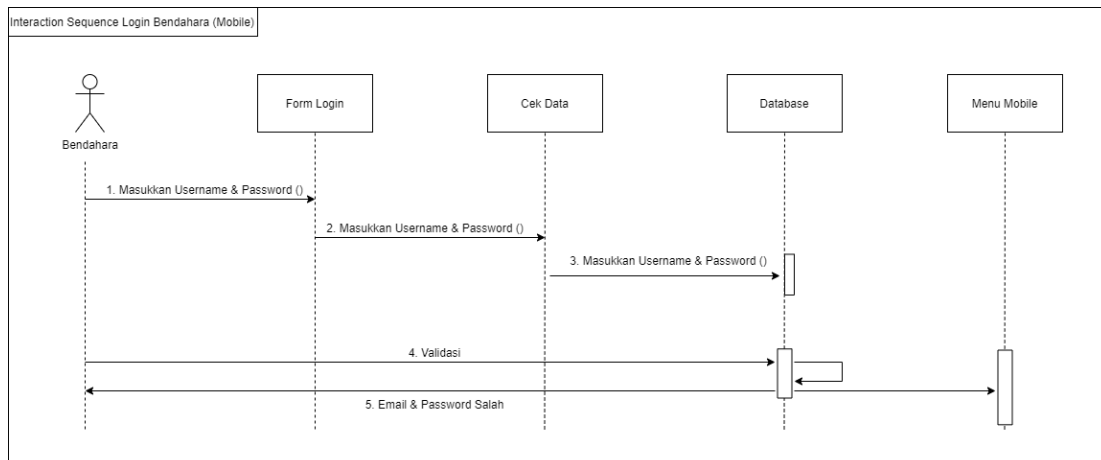 Interaction Sequence Login Bendahara (Mobile)
Form Login
Cek Data
Database
Menu Mobile
Bendahara
1. Masukkan Username & Password ()
2. Masukkan Username & Password ()
3. Masukkan Username & Password ()
4. Validasi
5. Email & Password Salah